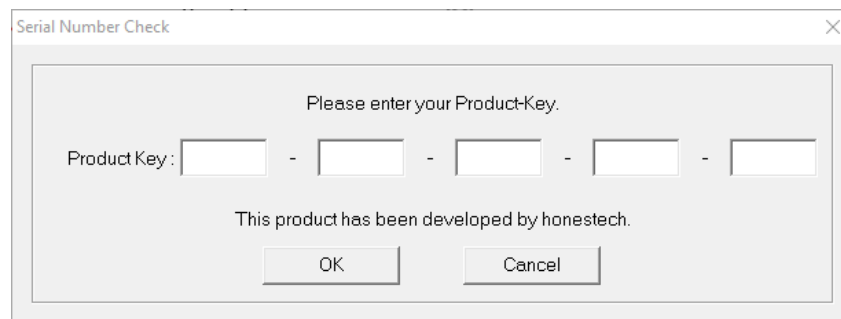 Serial Number Check
Please enter your Product-Key.
Product Key : - - - -
This product has been developed by honestech.
OK Cancel